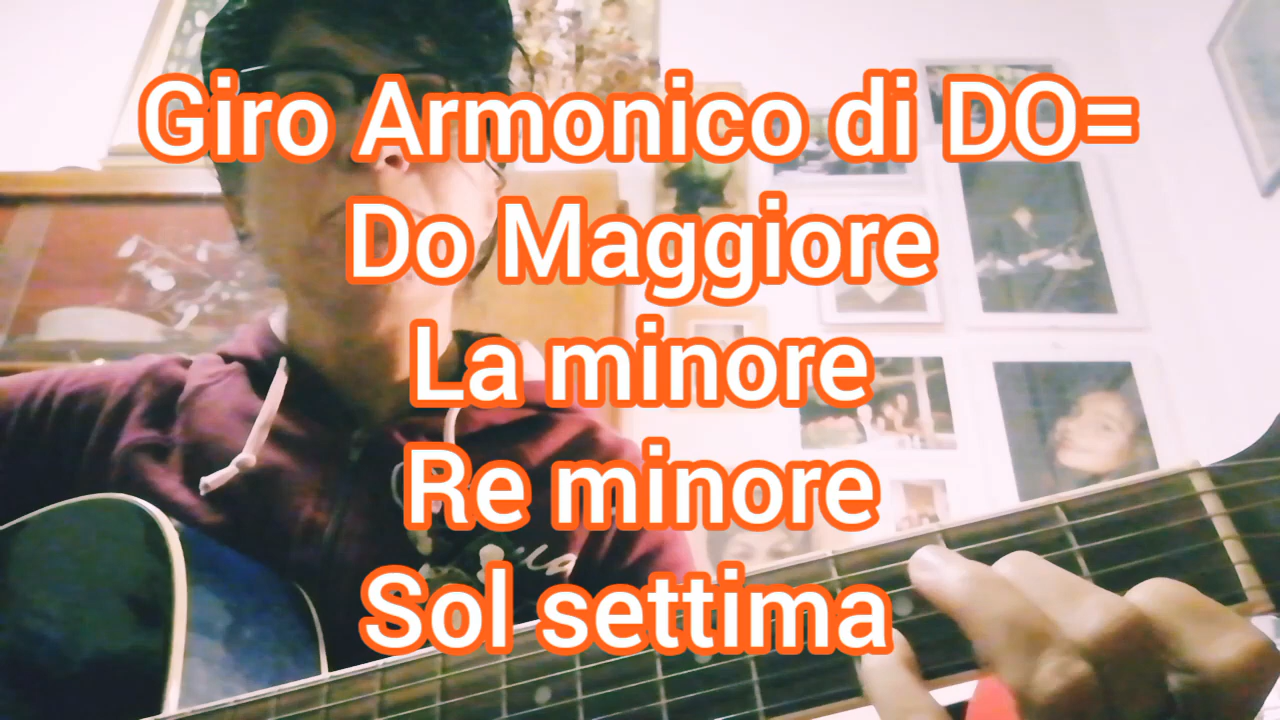 Giro Armonico di DO=
Do Maggiore
La minore
Re minore
Sol settima